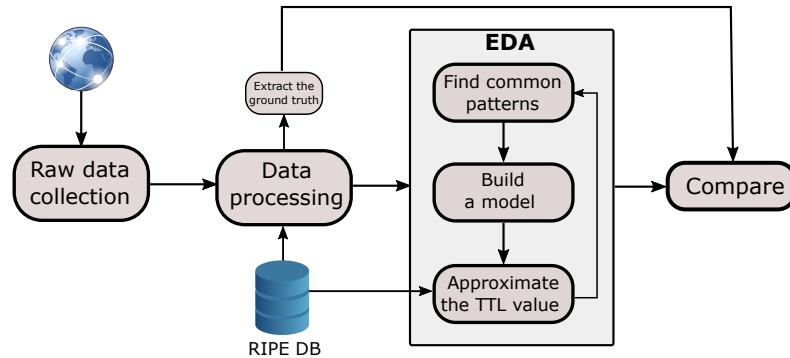 EDA
Extract the
ground truth
Find common
patterns
Raw data
collection
Data
processing
Build
a model
Compare
Approximate
the TTL value
RIPE DB